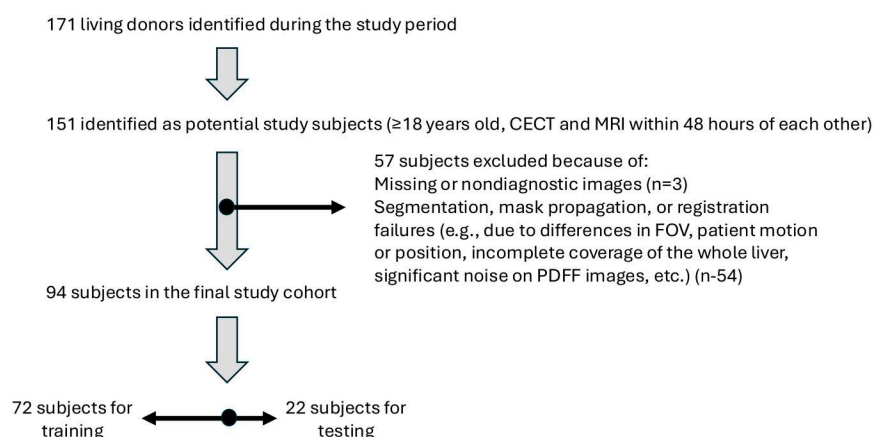 171 living donors identified during the study period
151 identified as potential study subjects (≥18 years old, CECT and MRI within 48 hours of each other)
57 subjects excluded because of:
Missing or nondiagnostic images (n=3)
Segmentation, mask propagation, or registration
failures (e.g., due to differences in FOV, patient motion
or position, incomplete coverage of the whole liver,
significant noise on PDFF images, etc.) (n-54)
94 subjects in the final study cohort
72 subjects for
training
22 subjects for
testing